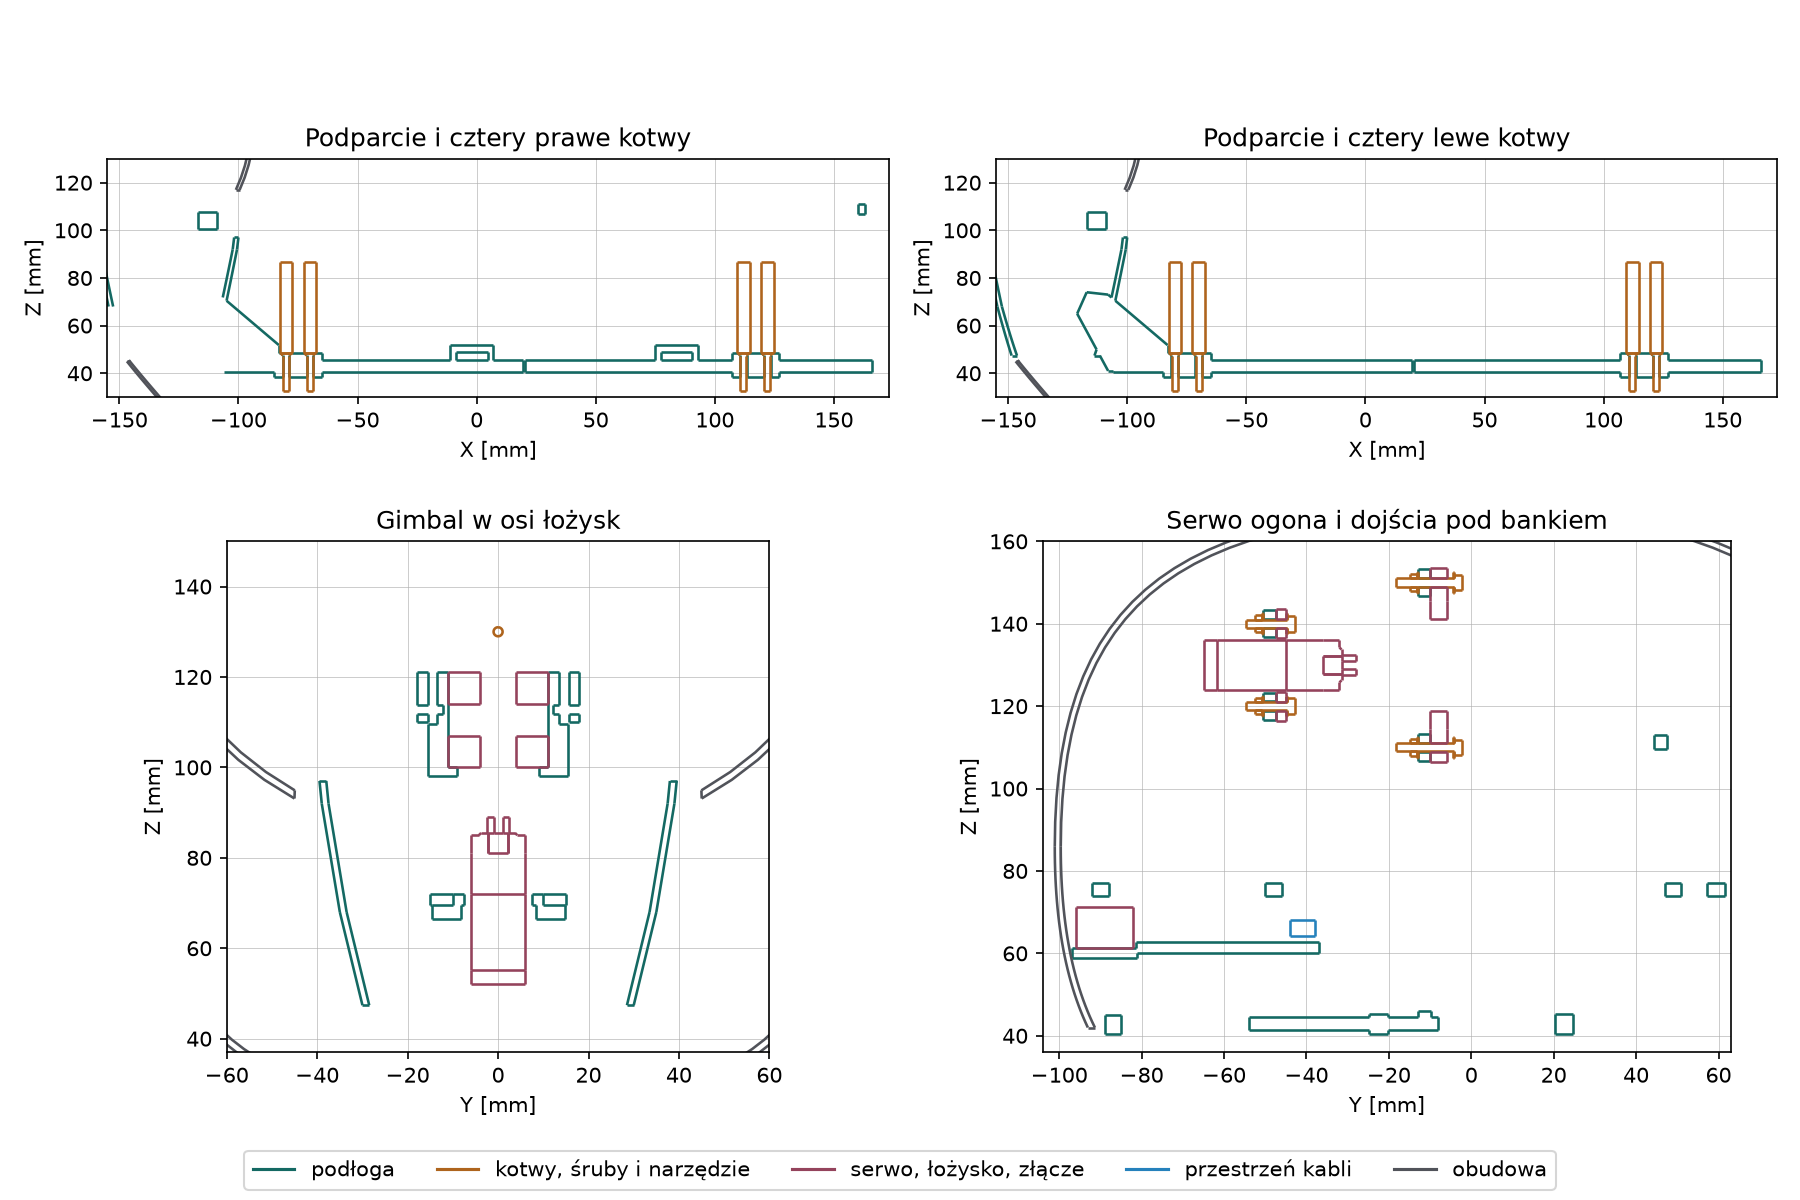 Podparcie i cztery prawe kotwy
120
100
80
60
40
Z [mm]
−150 −100 −50 0 50 100 150
X [mm]
Podparcie i cztery lewe kotwy
120
100
80
60
40
Z [mm]
−150 −100 −50 0 50 100 150
X [mm]
Gimbal w osi łożysk
140
120
100
80
60
40
Z [mm]
−60 −40 −20 0 20 40 60
Y [mm]
Serwo ogona i dojścia pod bankiem
160
140
120
100
80
60
40
Z [mm]
−100 −80 −60 −40 −20 0 20 40 60
Y [mm]
podłoga kotwy, śruby i narzędzie serwo, łożysko, złącze przestrzeń kabli obudowa